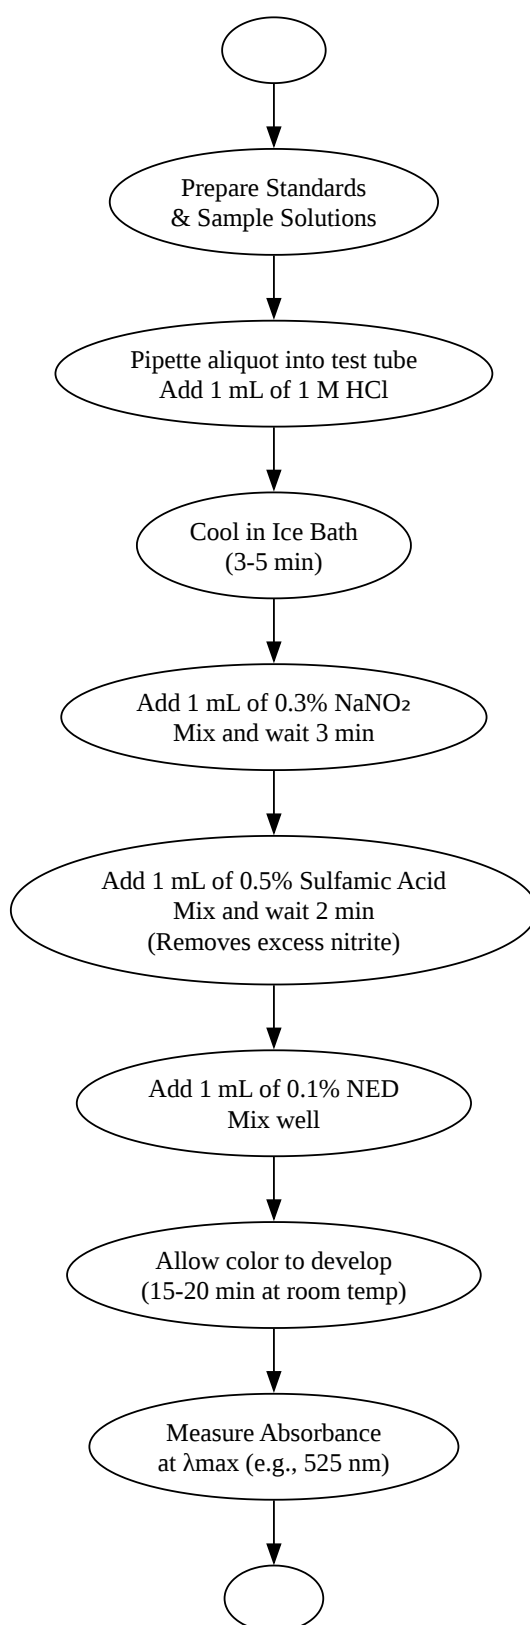 Prepare Standards
& Sample Solutions
Pipette aliquot into test tube
Add 1 mL of 1 M HCl
Cool in Ice Bath
(3-5 min)
Add 1 mL of 0.3% NaNO₂
Mix and wait 3 min
Add 1 mL of 0.5% Sulfamic Acid
Mix and wait 2 min
(Removes excess nitrite)
Add 1 mL of 0.1% NED
Mix well
Allow color to develop
(15-20 min at room temp)
Measure Absorbance
at λmax (e.g., 525 nm)